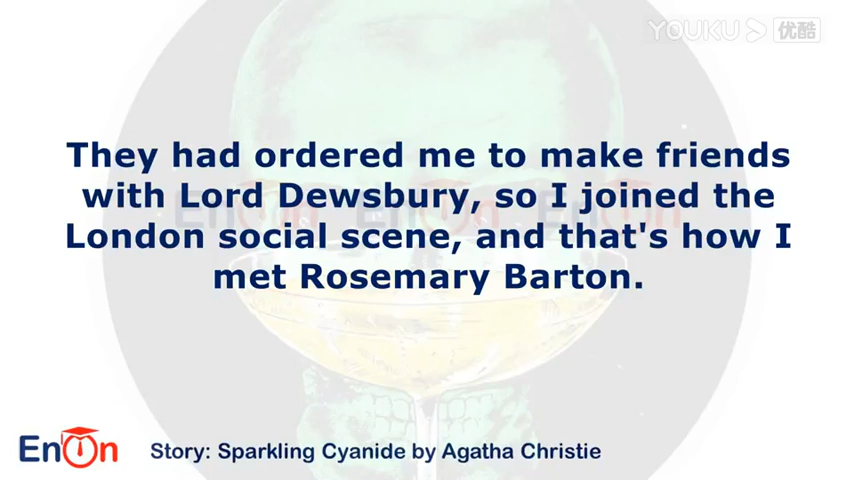 YOUKU 优酷
They had ordered me to make friends
with Lord Dewsbury, so I joined the
London social scene, and that's how I
met Rosemary Barton.
EnOn Story: Sparkling Cyanide by Agatha Christie